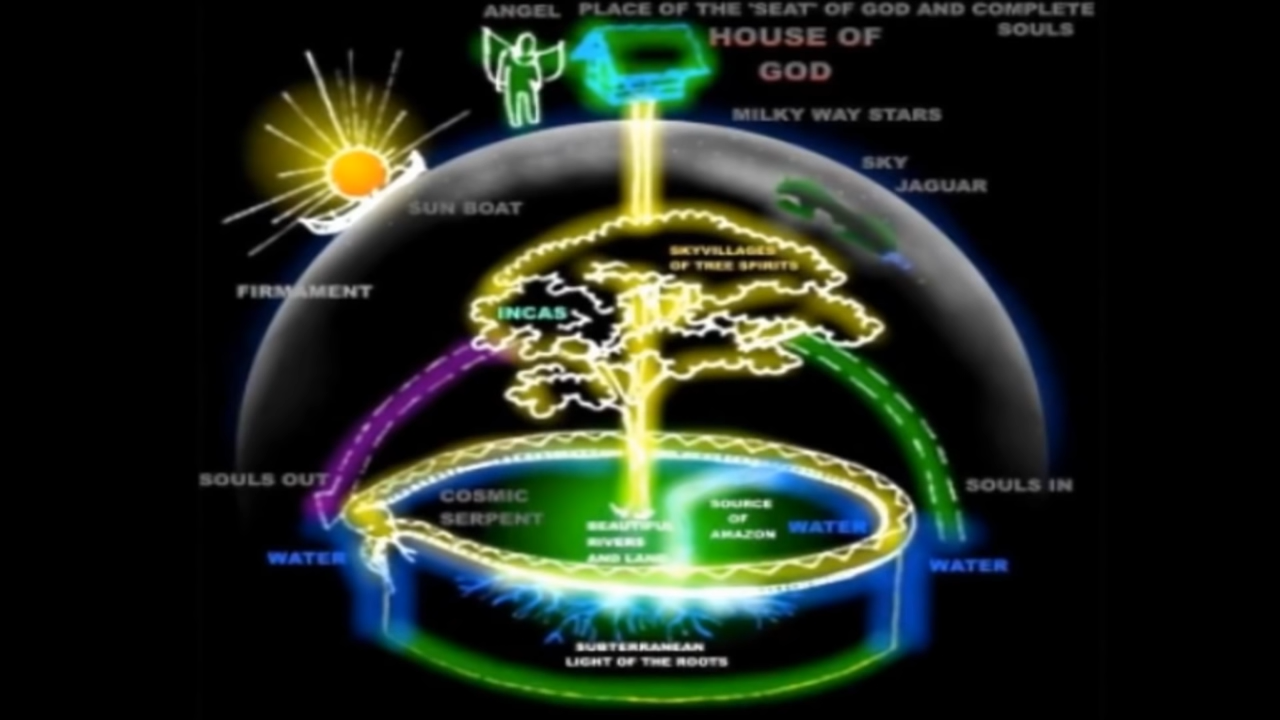 ANGEL
PLACE OF THE 'SEAT' OF GOD AND COMPLETE
SOULS
HOUSE OF
GOD
MILKY WAY STARS
SKY
JAGUAR
SUN BOAT
SKYVILLAGES
OF TREE SPIRITS
FIRMAMENT
INCAS
SOULS OUT
SOULS IN
COSMIC
SERPENT
SOURCE
OF
AMAZON
WATER
BEAUTIFUL
RIVERS
AND LAND
WATER
WATER
SUBTERRANEAN
LIGHT OF THE ROOTS